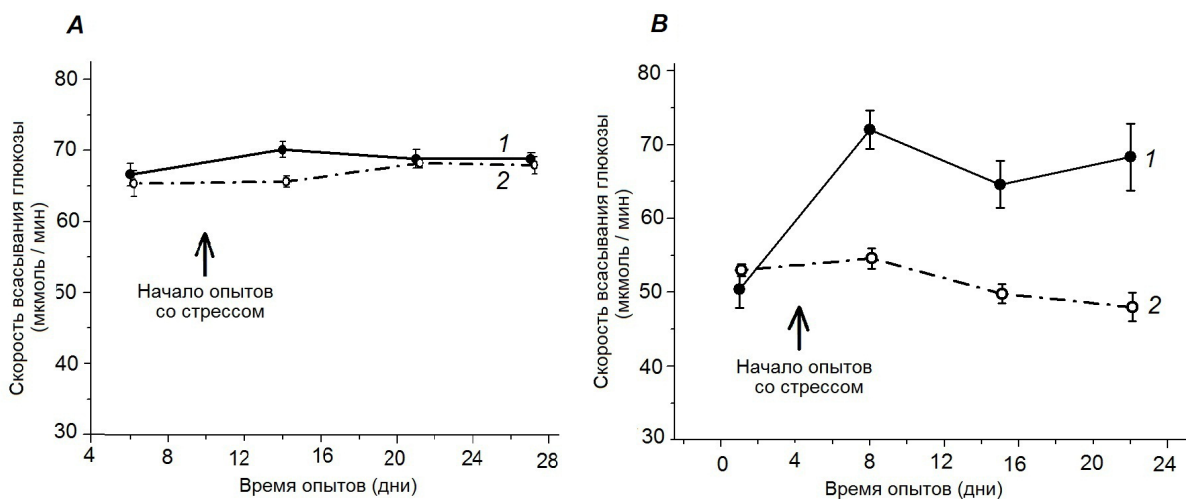 A
Скорость всасывания глюкозы
(мкмоль / мин)
80
70
60
50
40
30
1
2
Начало опытов
со стрессом
4
8
12
16
20
24
28
Время опытов (дни)
B
Скорость всасывания глюкозы
(мкмоль / мин)
80
70
60
50
40
30
1
2
Начало опытов
со стрессом
0
4
8
12
16
20
24
Время опытов (дни)